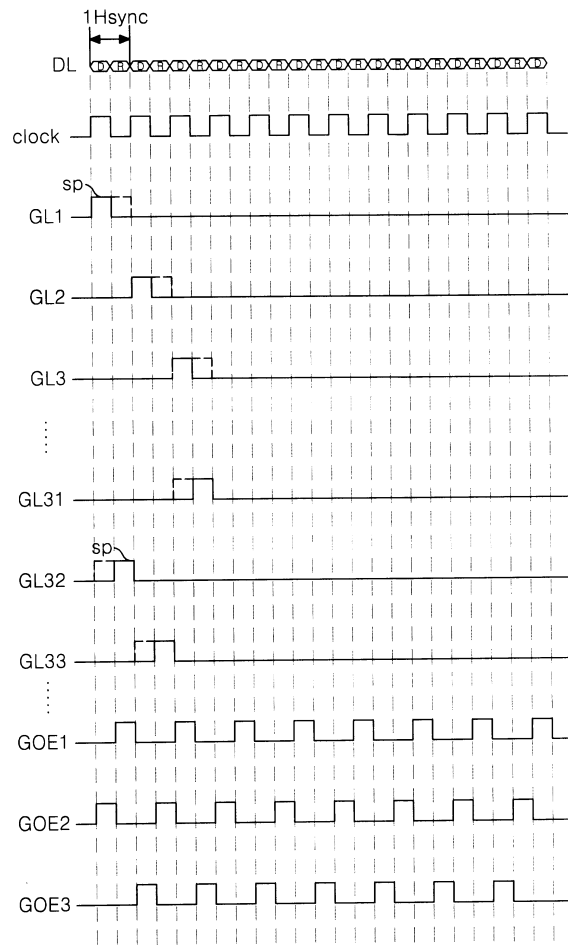 1Hsync
DL D R D R D R D R D R D R D R D R D R D R D R D
clock
sp
GL1
GL2
GL3
GL31
sp
GL32
GL33
GOE1
GOE2
GOE3